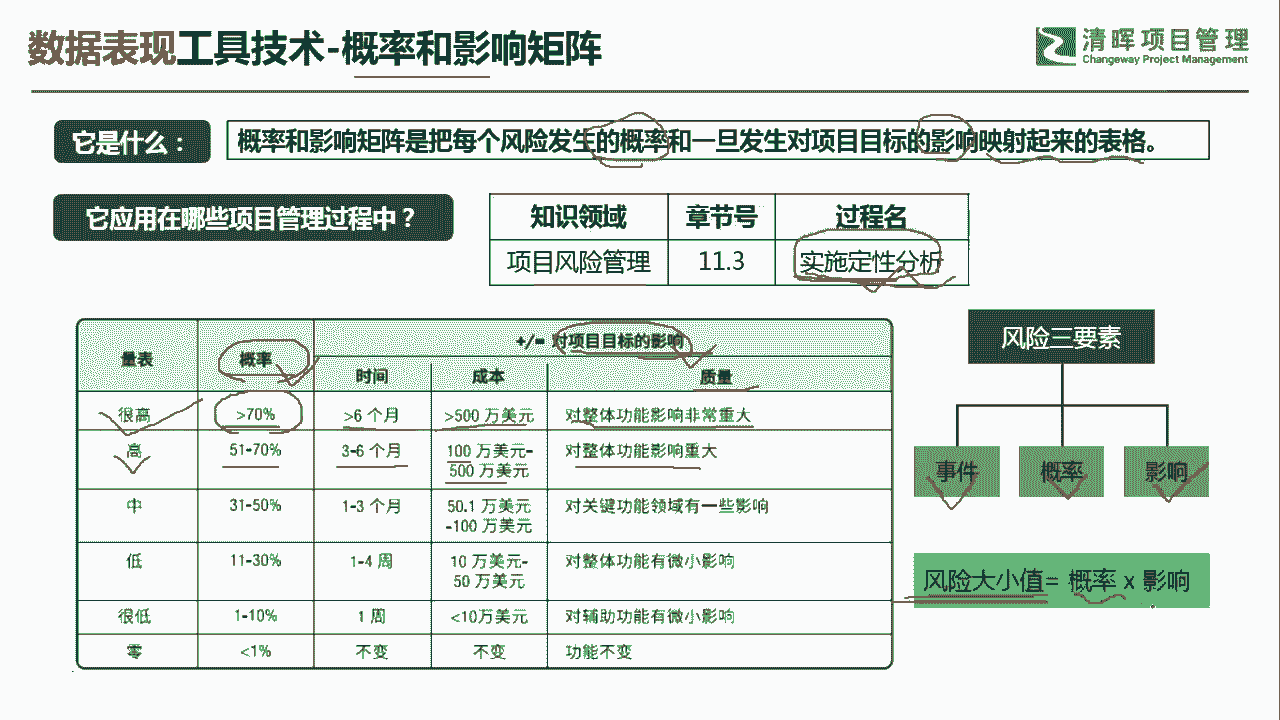 数据表现工具技术-概率和影响矩阵
清晖项目管理
Changeway Project Management
它是什么：
概率和影响矩阵是把每个风险发生的概率和一旦发生对项目目标的影响映射起来的表格。
它应用在哪些项目管理过程中？
知识领域 章节号 过程名
项目风险管理 11.3 实施定性分析
量表 概率 +/= 对项目目标的影响
时间 成本 质量
很高 >70% >6 个月 >500 万美元 对整体功能影响非常重大
高 51-70% 3-6 个月 100 万美元- 对整体功能影响重大
500 万美元
中 31-50% 1-3 个月 50.1 万美元 对关键功能领域有一些影响
-100 万美元
低 11-30% 1-4 周 10 万美元- 对整体功能有微小影响
50 万美元
很低 1-10% 1 周 <10万美元 对辅助功能有微小影响
零 <1% 不变 不变 功能不变
风险三要素
事件 概率 影响
风险大小值= 概率 x 影响